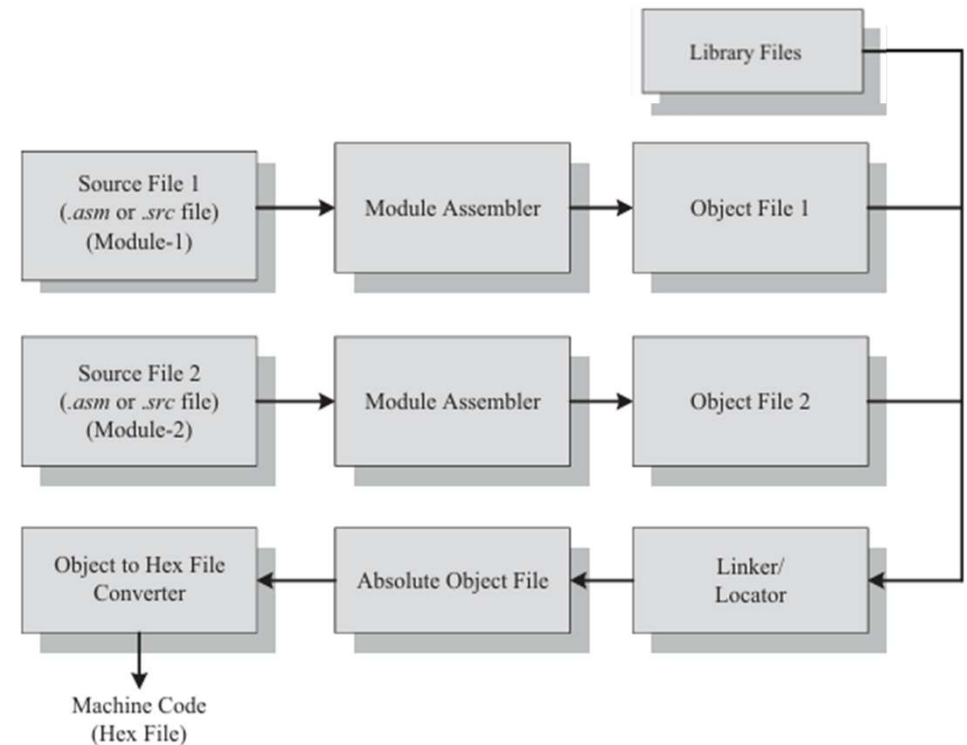 Library Files
Source File 1
(.asm or .src file)
(Module-1)
Module Assembler
Object File 1
Source File 2
(.asm or .src file)
(Module-2)
Module Assembler
Object File 2
Object to Hex File
Converter
Absolute Object File
Linker/
Locator
Machine Code
(Hex File)